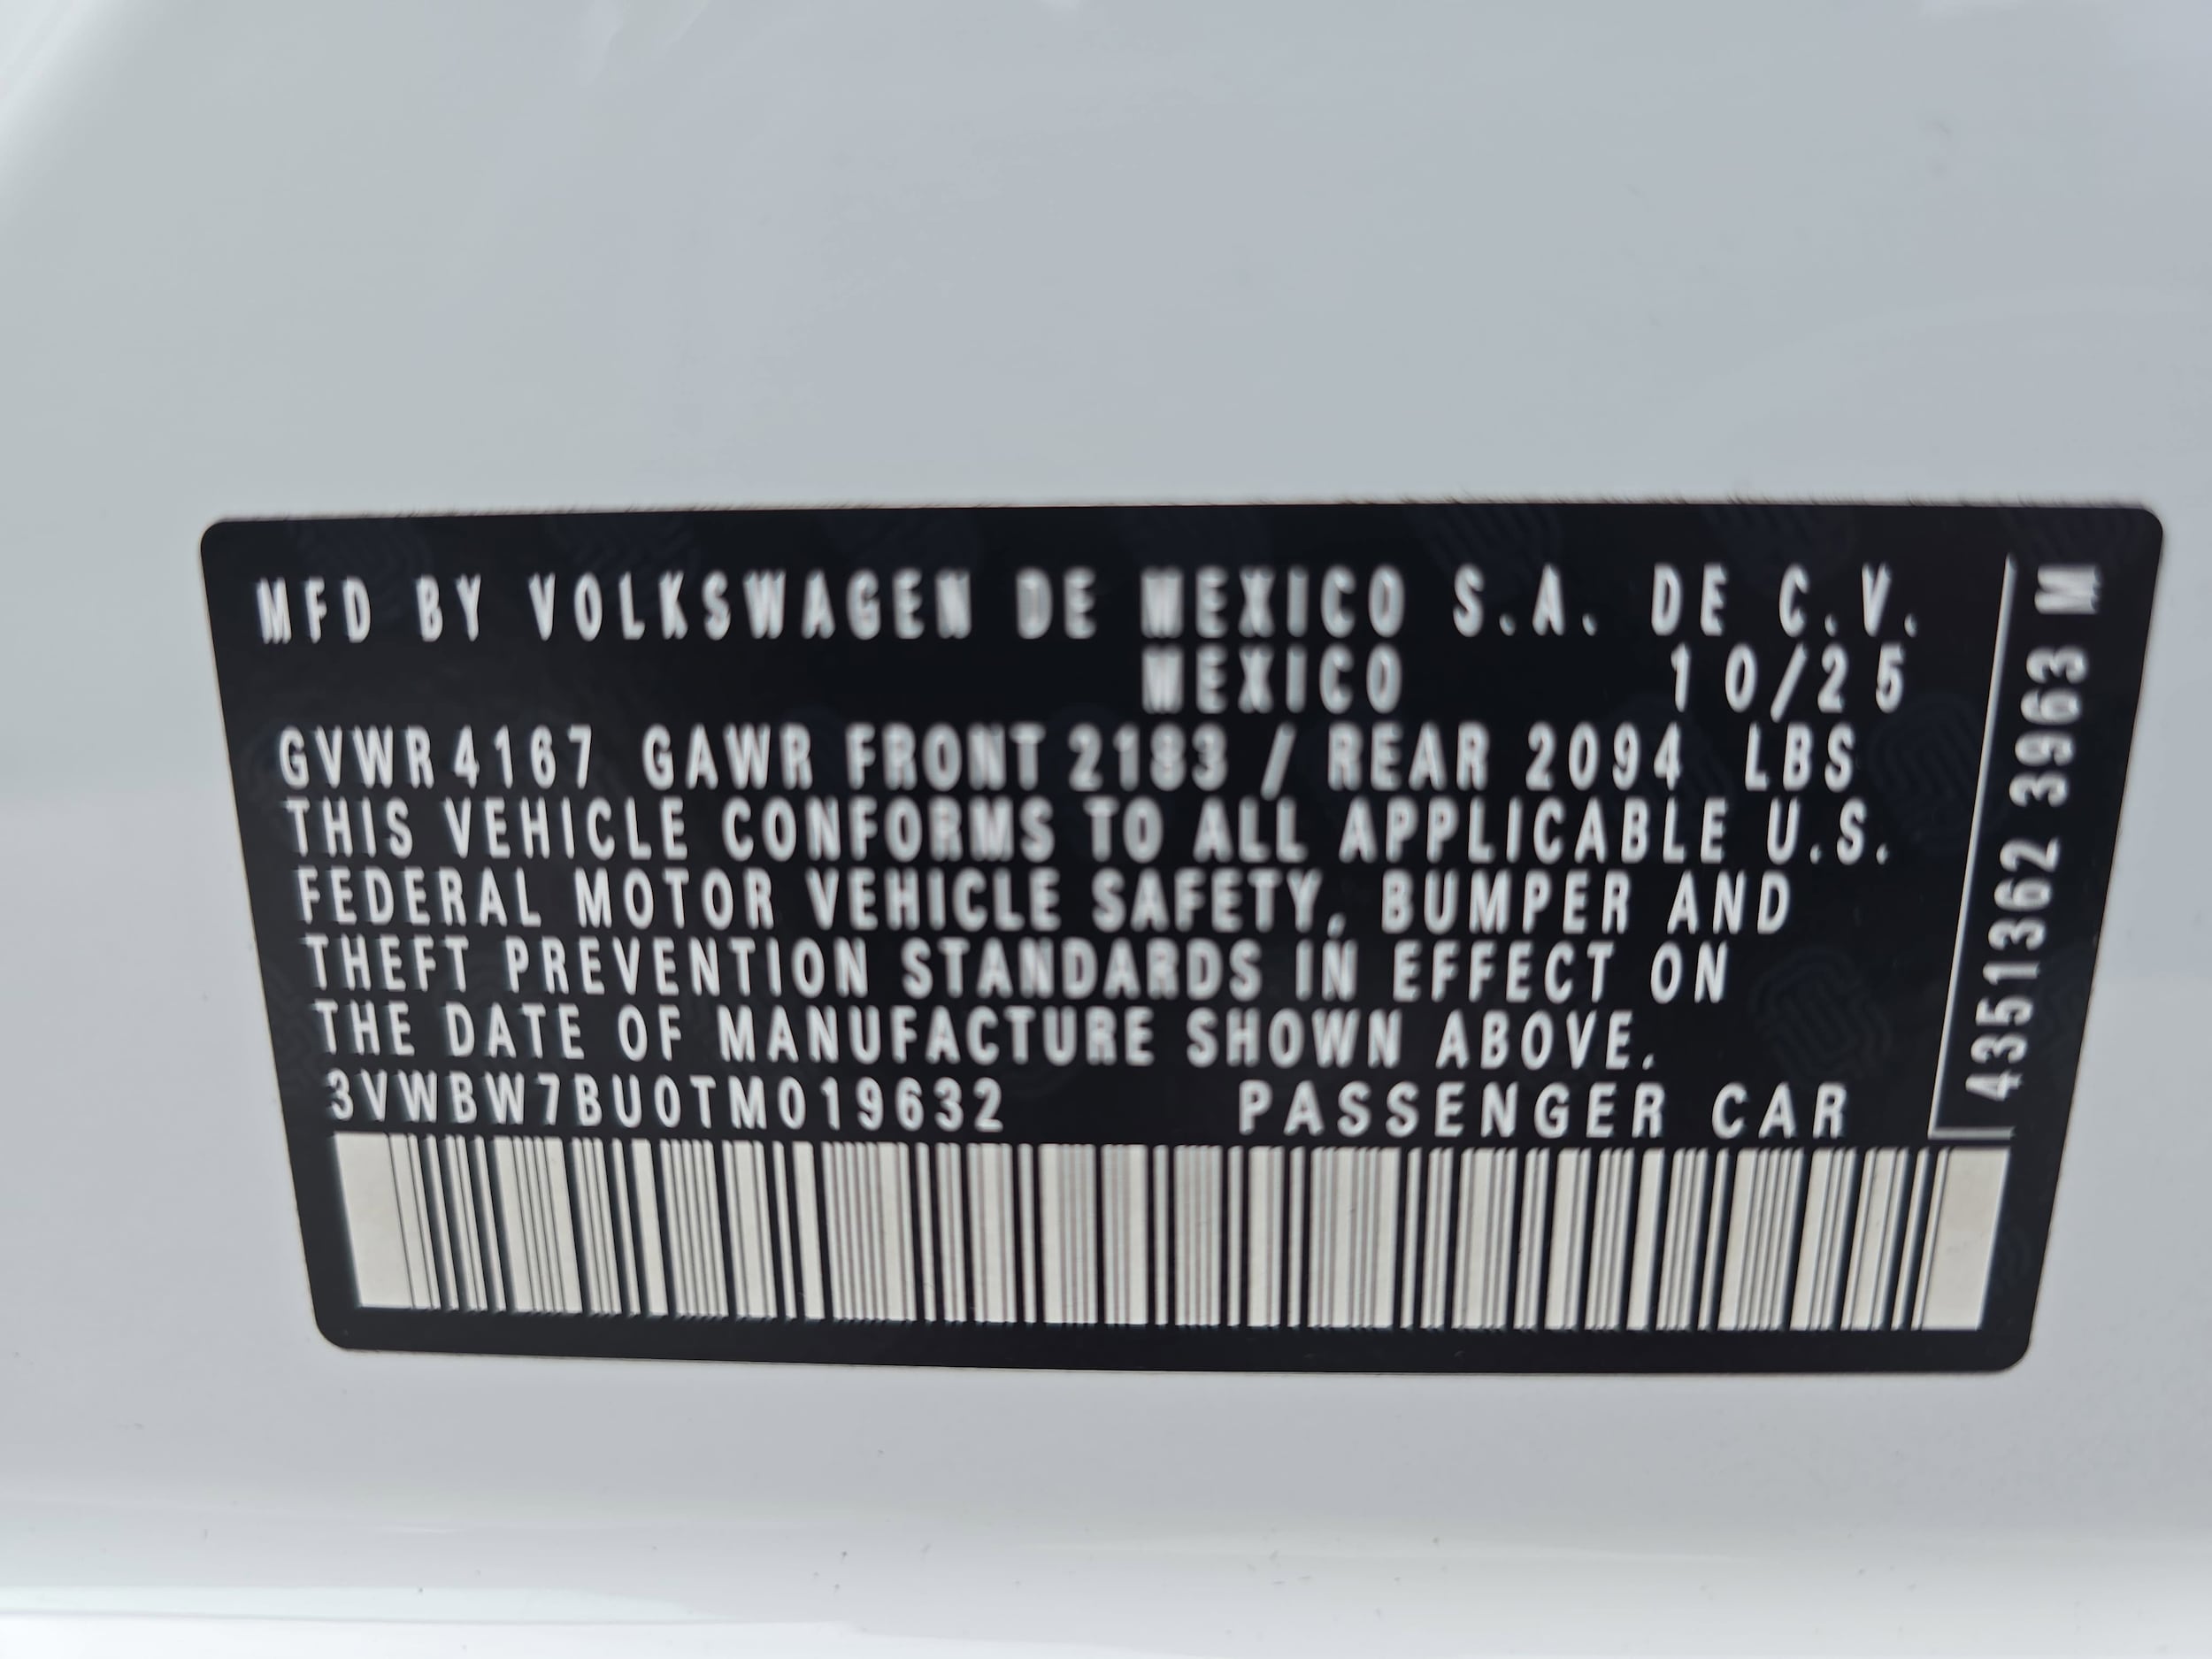 MFD BY VOLKSWAGEN DE MEXICO S.A. DE C.V.
MEXICO 10/25
GVWR 4167 GAWR FRONT 2183 / REAR 2094 LBS
THIS VEHICLE CONFORMS TO ALL APPLICABLE U.S.
FEDERAL MOTOR VEHICLE SAFETY, BUMPER AND
THEFT PREVENTION STANDARDS IN EFFECT ON
THE DATE OF MANUFACTURE SHOWN ABOVE.
3VWBW7BU0TM019632 PASSENGER CAR
4351362 3963 M